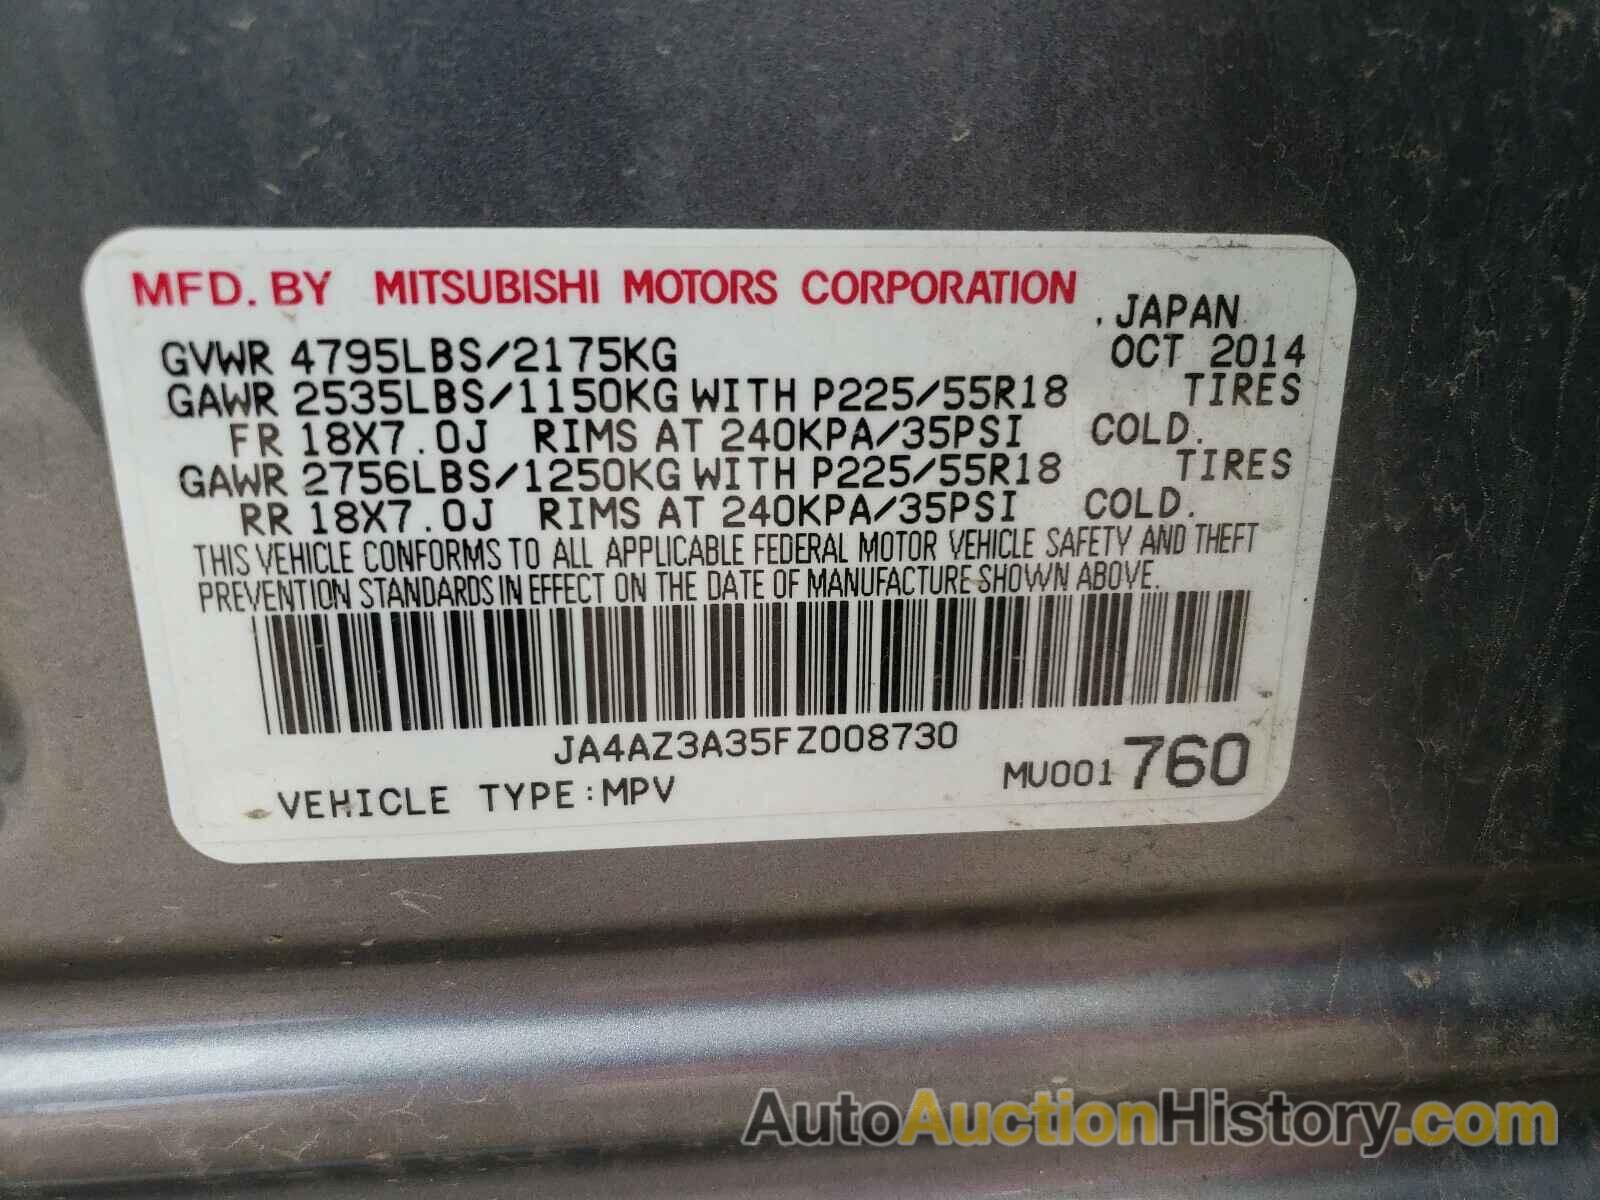 MFD. BY MITSUBISHI MOTORS CORPORATION
, JAPAN
GVWR 4795LBS/2175KG OCT 2014
GAWR 2535LBS/1150KG WITH P225/55R18 TIRES
FR 18X7.0J RIMS AT 240KPA/35PSI COLD.
GAWR 2756LBS/1250KG WITH P225/55R18 TIRES
RR 18X7.0J RIMS AT 240KPA/35PSI COLD.
THIS VEHICLE CONFORMS TO ALL APPLICABLE FEDERAL MOTOR VEHICLE SAFETY AND THEFT
PREVENTION STANDARDS IN EFFECT ON THE DATE OF MANUFACTURE SHOWN ABOVE.
JA4AZ3A35FZ008730
VEHICLE TYPE:MPV MU001760
AutoAuctionHistory.com